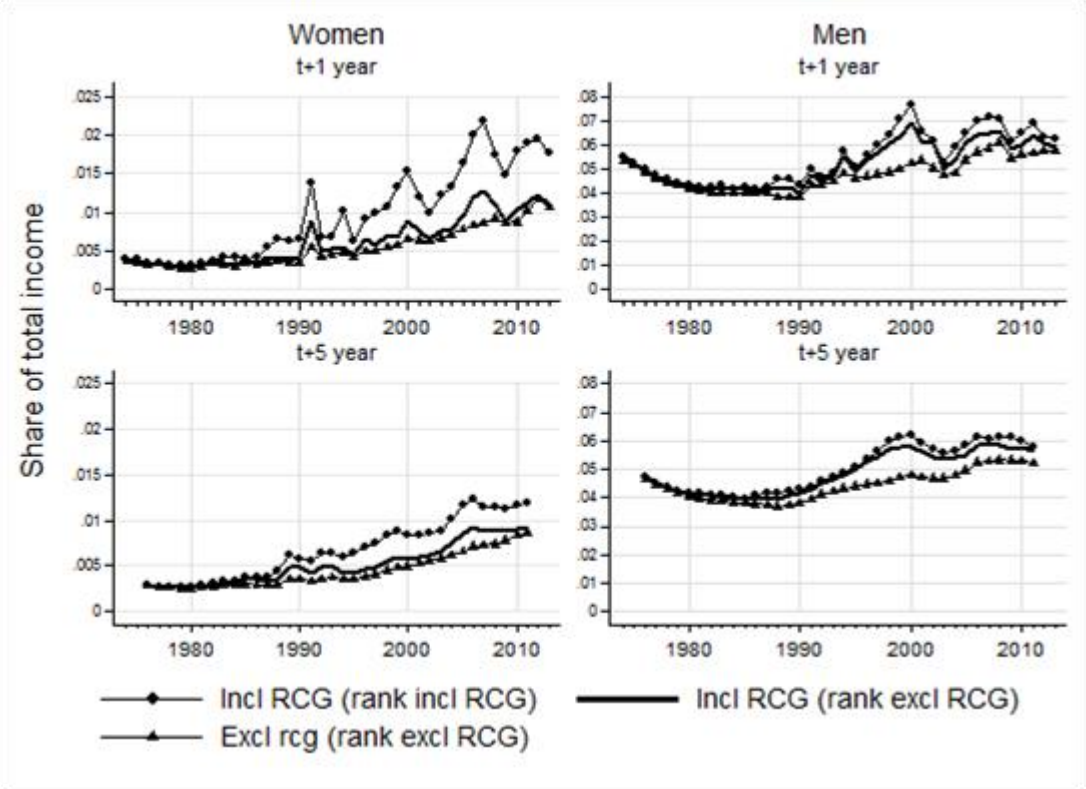 Women
t+1 year
.025
.02
.015
.01
.005
0
1980 1990 2000 2010
Men
t+1 year
.08
.07
.06
.05
.04
.03
.02
.01
0
1980 1990 2000 2010
Share of total income
t+5 year
.025
.02
.015
.01
.005
0
1980 1990 2000 2010
t+5 year
.08
.07
.06
.05
.04
.03
.02
.01
0
1980 1990 2000 2010
Incl RCG (rank incl RCG)
Incl RCG (rank excl RCG)
Excl rcg (rank excl RCG)